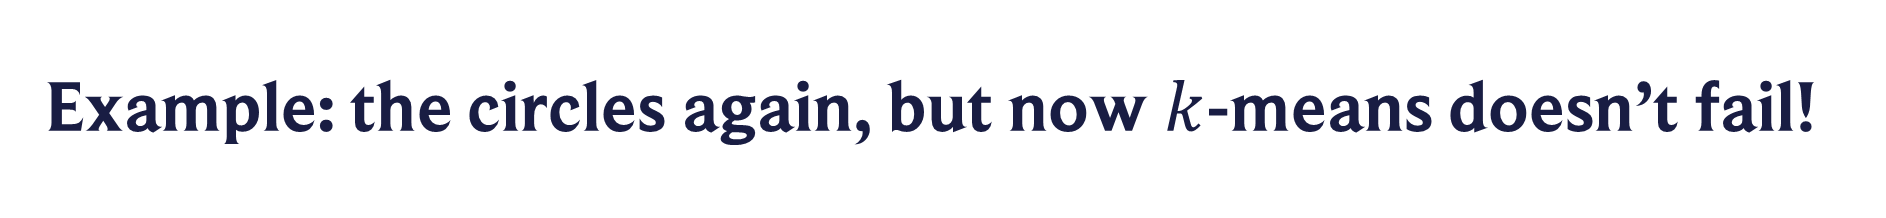 Example: the circles again, but now k-means doesn’t fail!